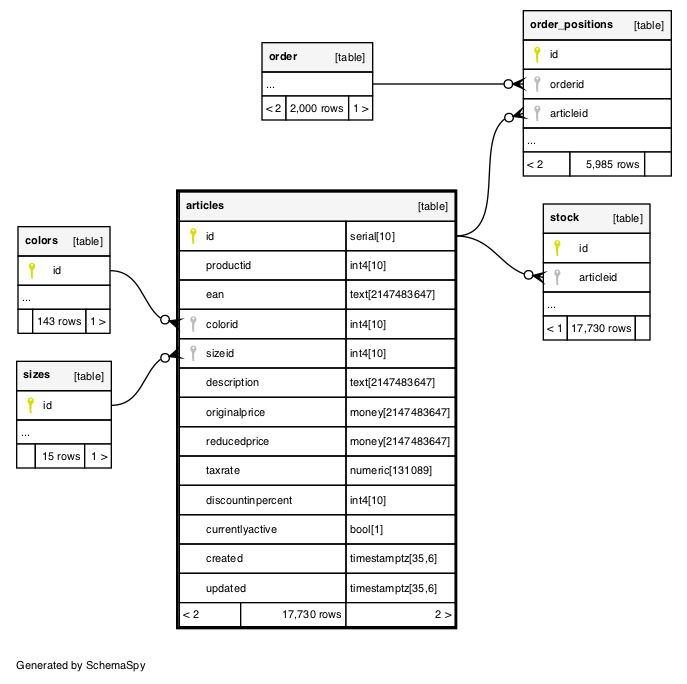 order_positions [table]
id
orderid
articleid
...
< 2 5,985 rows
order [table]
...
< 2 2,000 rows 1 >
articles [table]
id serial[10]
productid int4[10]
ean text[2147483647]
colorid int4[10]
sizeid int4[10]
description text[2147483647]
originalprice money[2147483647]
reducedprice money[2147483647]
taxrate numeric[131089]
discountinpercent int4[10]
currentlyactive bool[1]
created timestamptz[35,6]
updated timestamptz[35,6]
< 2 17,730 rows 2 >
stock [table]
id
articleid
...
< 1 17,730 rows
colors [table]
id
...
143 rows 1 >
sizes [table]
id
...
15 rows 1 >
Generated by SchemaSpy